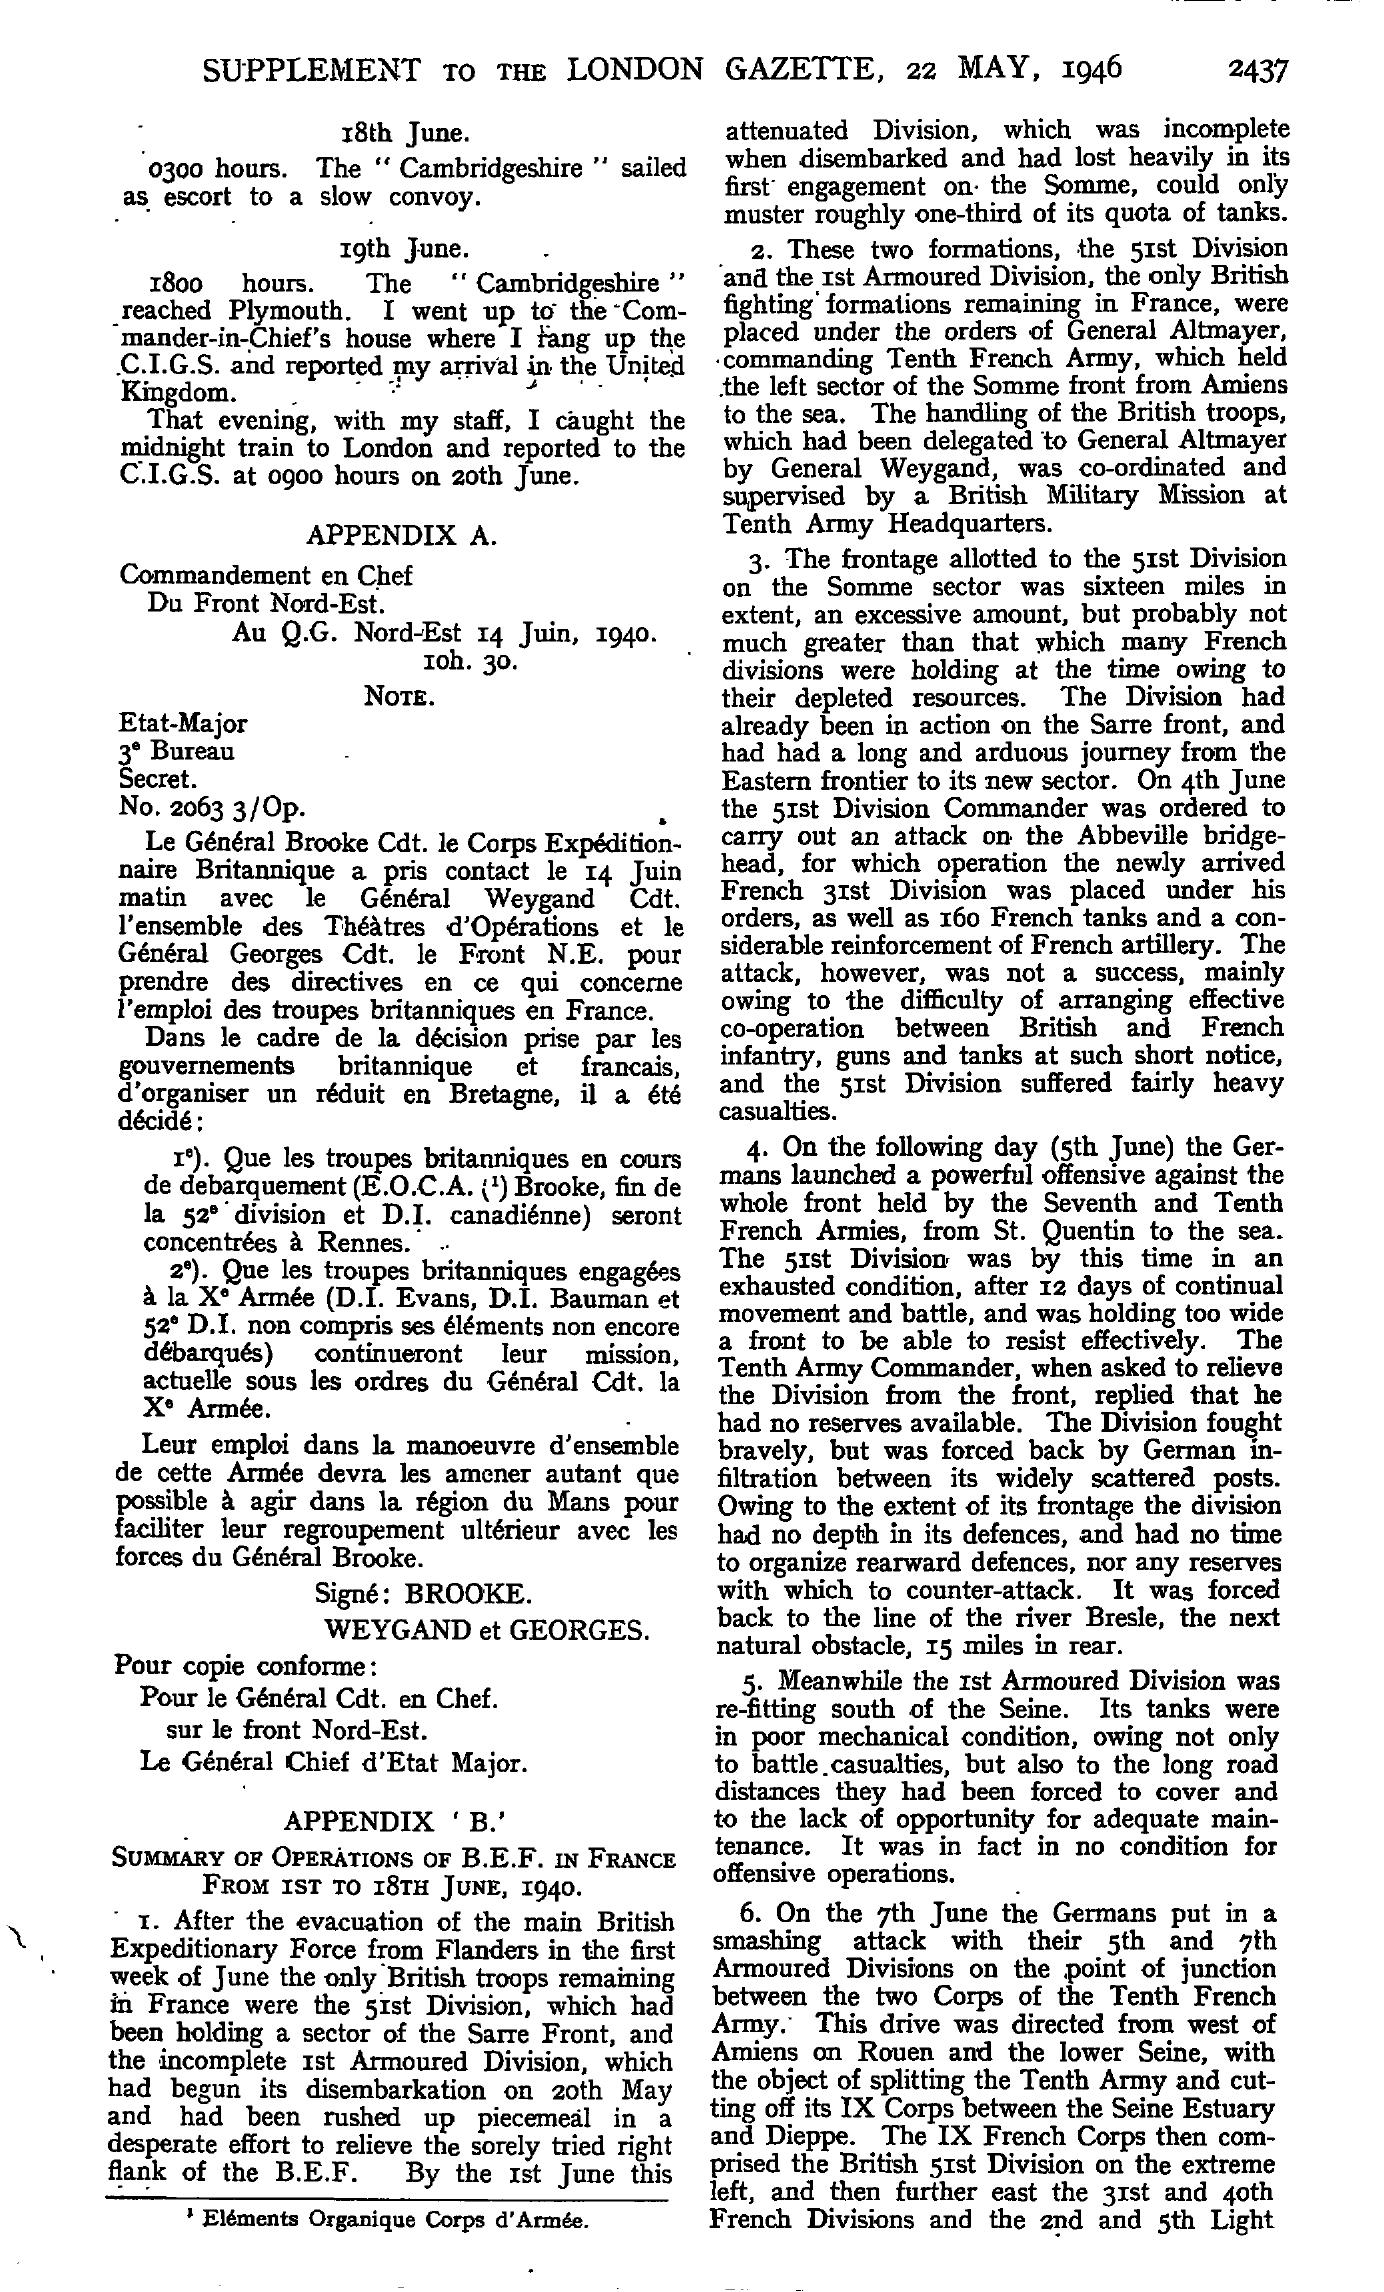 SUPPLEMENT TO THE LONDON GAZETTE, 22 MAY, 1946 2437
18th June.
0300 hours. The " Cambridgeshire " sailed
as escort to a slow convoy.
19th June.
1800 hours. The " Cambridgeshire "
reached Plymouth. I went up to the Com-
mander-in-Chief's house where I rang up the
C.I.G.S. and reported my arrival in the United
Kingdom.
That evening, with my staff, I caught the
midnight train to London and reported to the
C.I.G.S. at 0900 hours on 20th June.
APPENDIX A.
Commandement en Chef
Du Front Nord-Est.
Au Q.G. Nord-Est 14 Juin, 1940.
10h. 30.
NOTE.
Etat-Major
3e Bureau
Secret.
No. 2063 3/Op.
Le Général Brooke Cdt. le Corps Expédition-
naire Britannique a pris contact le 14 Juin
matin avec le Général Weygand Cdt.
l'ensemble des Théàtres d'Opérations et le
Général Georges Cdt. le Front N.E. pour
prendre des directives en ce qui concerne
l'emploi des troupes britanniques en France.
Dans le cadre de la décision prise par les
gouvernements britannique et francais,
d'organiser un réduit en Bretagne, il a été
décidé:
1e). Que les troupes britanniques en cours
de debarquement (E.O.C.A. (1) Brooke, fin de
la 52e division et D.I. canadiénne) seront
concentrées à Rennes.
2e). Que les troupes britanniques engagées
à la Xe Armée (D.I. Evans, D.I. Bauman et
52e D.I. non compris ses éléments non encore
débarqués) continueront leur mission,
actuelle sous les ordres du Général Cdt. la
Xe Armée.
Leur emploi dans la manoeuvre d'ensemble
de cette Armée devra les amener autant que
possible à agir dans la région du Mans pour
faciliter leur regroupement ultérieur avec les
forces du Général Brooke.
Signé: BROOKE.
WEYGAND et GEORGES.
Pour copie conforme:
Pour le Général Cdt. en Chef.
sur le front Nord-Est.
Le Général Chief d'Etat Major.
APPENDIX ' B.'
SUMMARY OF OPERATIONS OF B.E.F. IN FRANCE
FROM 1ST TO 18TH JUNE, 1940.
1. After the evacuation of the main British
Expeditionary Force from Flanders in the first
week of June the only British troops remaining
in France were the 51st Division, which had
been holding a sector of the Sarre Front, and
the incomplete 1st Armoured Division, which
had begun its disembarkation on 20th May
and had been rushed up piecemeal in a
desperate effort to relieve the sorely tried right
flank of the B.E.F. By the 1st June this
1 Eléments Organique Corps d'Armée.
attenuated Division, which was incomplete
when disembarked and had lost heavily in its
first engagement on the Somme, could only
muster roughly one-third of its quota of tanks.
2. These two formations, the 51st Division
and the 1st Armoured Division, the only British
fighting formations remaining in France, were
placed under the orders of General Altmayer,
commanding Tenth French Army, which held
the left sector of the Somme front from Amiens
to the sea. The handling of the British troops,
which had been delegated to General Altmayer
by General Weygand, was co-ordinated and
supervised by a British Military Mission at
Tenth Army Headquarters.
3. The frontage allotted to the 51st Division
on the Somme sector was sixteen miles in
extent, an excessive amount, but probably not
much greater than that which many French
divisions were holding at the time owing to
their depleted resources. The Division had
already been in action on the Sarre front, and
had had a long and arduous journey from the
Eastern frontier to its new sector. On 4th June
the 51st Division Commander was ordered to
carry out an attack on the Abbeville bridge-
head, for which operation the newly arrived
French 31st Division was placed under his
orders, as well as 160 French tanks and a con-
siderable reinforcement of French artillery. The
attack, however, was not a success, mainly
owing to the difficulty of arranging effective
co-operation between British and French
infantry, guns and tanks at such short notice,
and the 51st Division suffered fairly heavy
casualties.
4. On the following day (5th June) the Ger-
mans launched a powerful offensive against the
whole front held by the Seventh and Tenth
French Armies, from St. Quentin to the sea.
The 51st Division was by this time in an
exhausted condition, after 12 days of continual
movement and battle, and was holding too wide
a front to be able to resist effectively. The
Tenth Army Commander, when asked to relieve
the Division from the front, replied that he
had no reserves available. The Division fought
bravely, but was forced back by German in-
filtration between its widely scattered posts.
Owing to the extent of its frontage the division
had no depth in its defences, and had no time
to organize rearward defences, nor any reserves
with which to counter-attack. It was forced
back to the line of the river Bresle, the next
natural obstacle, 15 miles in rear.
5. Meanwhile the 1st Armoured Division was
re-fitting south of the Seine. Its tanks were
in poor mechanical condition, owing not only
to battle casualties, but also to the long road
distances they had been forced to cover and
to the lack of opportunity for adequate main-
tenance. It was in fact in no condition for
offensive operations.
6. On the 7th June the Germans put in a
smashing attack with their 5th and 7th
Armoured Divisions on the point of junction
between the two Corps of the Tenth French
Army. This drive was directed from west of
Amiens on Rouen and the lower Seine, with
the object of splitting the Tenth Army and cut-
ting off its IX Corps between the Seine Estuary
and Dieppe. The IX French Corps then com-
prised the British 51st Division on the extreme
left, and then further east the 31st and 40th
French Divisions and the 2nd and 5th Light